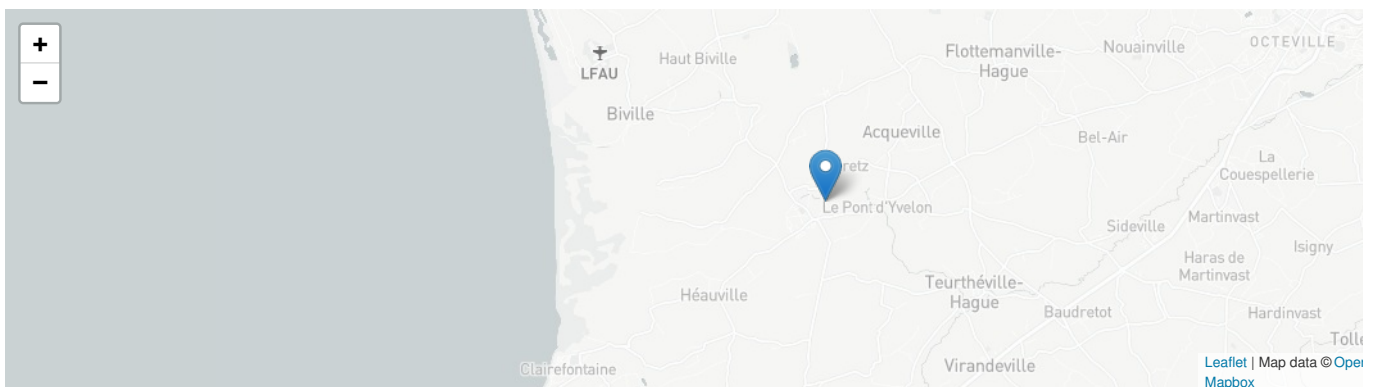 +
−
LFAU
Haut Biville
Flottemanville-
Hague
Nouainville
OCTEVILLE
Biville
Acqueville
Bel-Air
La
Couespellerie
Le Pont d'Yvelon
Martinvast
Sideville
Isigny
Haras de
Martinvast
Héauville
Teurthéville-
Hague
Baudretot
Hardinvast
Clairefontaine
Virandeville
Leaflet | Map data ©
Mapbox